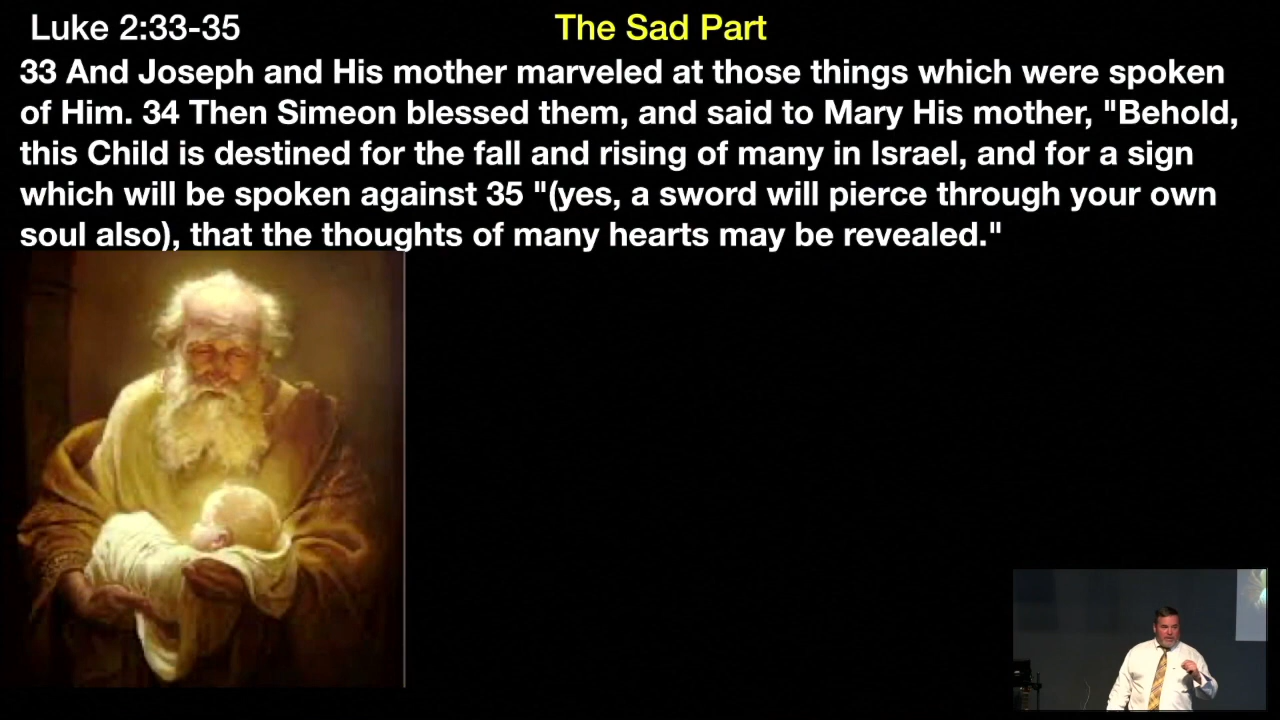 Luke 2:33-35
The Sad Part
33 And Joseph and His mother marveled at those things which were spoken
of Him. 34 Then Simeon blessed them, and said to Mary His mother, "Behold,
this Child is destined for the fall and rising of many in Israel, and for a sign
which will be spoken against 35 "(yes, a sword will pierce through your own
soul also), that the thoughts of many hearts may be revealed."